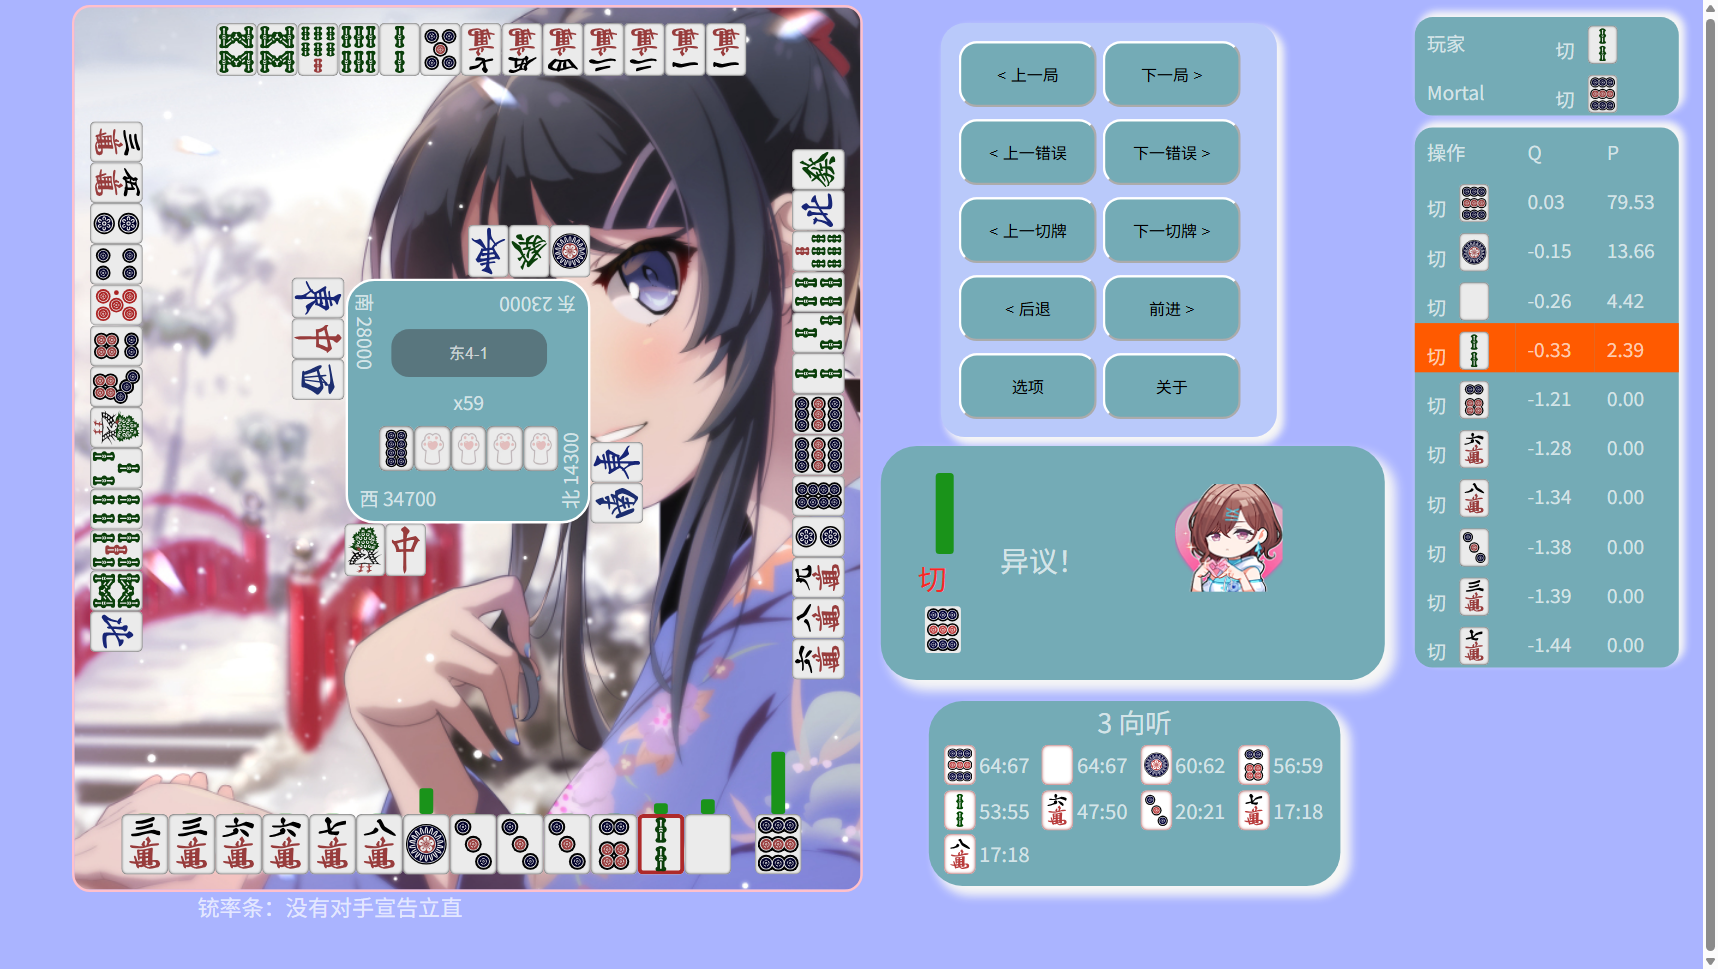 南 28000
东 23000
东4-1
x59
西 34700
北 14300
铳率条：没有对手宣告立直
< 上一局
下一局 >
< 上一错误
下一错误 >
< 上一切牌
下一切牌 >
< 后退
前进 >
选项
关于
切
异议！
3 向听
64:67 64:67 60:62 56:59
53:55 47:50 20:21 17:18
17:18
玩家 切
Mortal 切
操作 Q P
切 0.03 79.53
切 -0.15 13.66
切 -0.26 4.42
切 -0.33 2.39
切 -1.21 0.00
切 -1.28 0.00
切 -1.34 0.00
切 -1.38 0.00
切 -1.39 0.00
切 -1.44 0.00